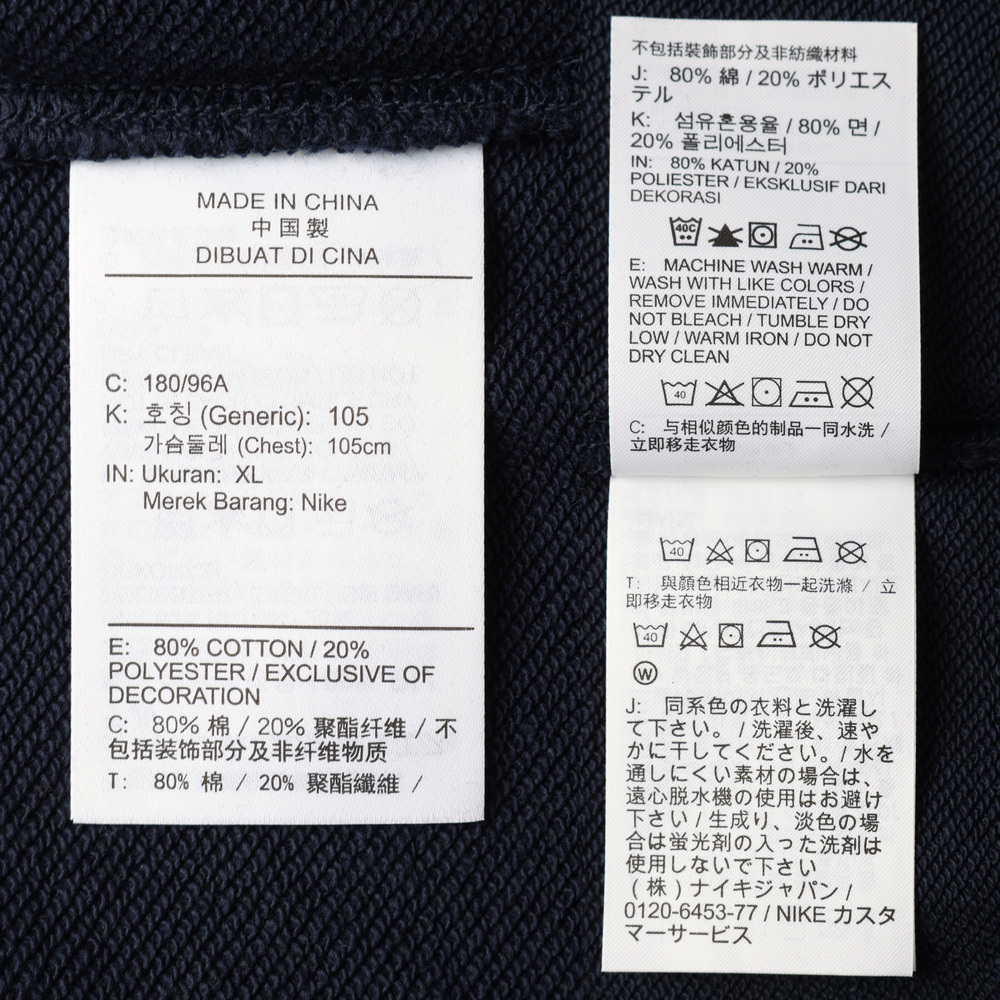 MADE IN CHINA
中国製
DIBUAT DI CINA
C: 180/96A
K: 호칭 (Generic): 105
가슴둘레 (Chest): 105cm
IN: Ukuran: XL
Merek Barang: Nike
E: 80% COTTON / 20%
POLYESTER / EXCLUSIVE OF
DECORATION
C: 80% 棉 / 20% 聚酯纤维 / 不
包括装饰部分及非纤维物质
T: 80% 棉 / 20% 聚酯纖維 /
不包括裝飾部分及非紡織材料
J: 80% 綿 / 20% ポリエス
テル
K: 섬유혼용율 / 80% 면 /
20% 폴리에스터
IN: 80% KATUN / 20%
POLIESTER / EKSKLUSIF DARI
DEKORASI
40C
E: MACHINE WASH WARM /
WASH WITH LIKE COLORS /
REMOVE IMMEDIATELY / DO
NOT BLEACH / TUMBLE DRY
LOW / WARM IRON / DO NOT
DRY CLEAN
40
C: 与相似颜色的制品一同水洗 /
立即移走衣物
40
T: 與顏色相近衣物一起洗滌 / 立
即移走衣物
40
W
J: 同系色の衣料と洗濯し
て下さい。 / 洗濯後、速や
かに干してください。 / 水を
通しにくい素材の場合は、
遠心脱水機の使用はお避け
下さい / 生成り、淡色の場
合は蛍光剤の入った洗剤は
使用しないで下さい
(株)ナイキジャパン /
0120-6453-77 / NIKE カスタ
マーサービス